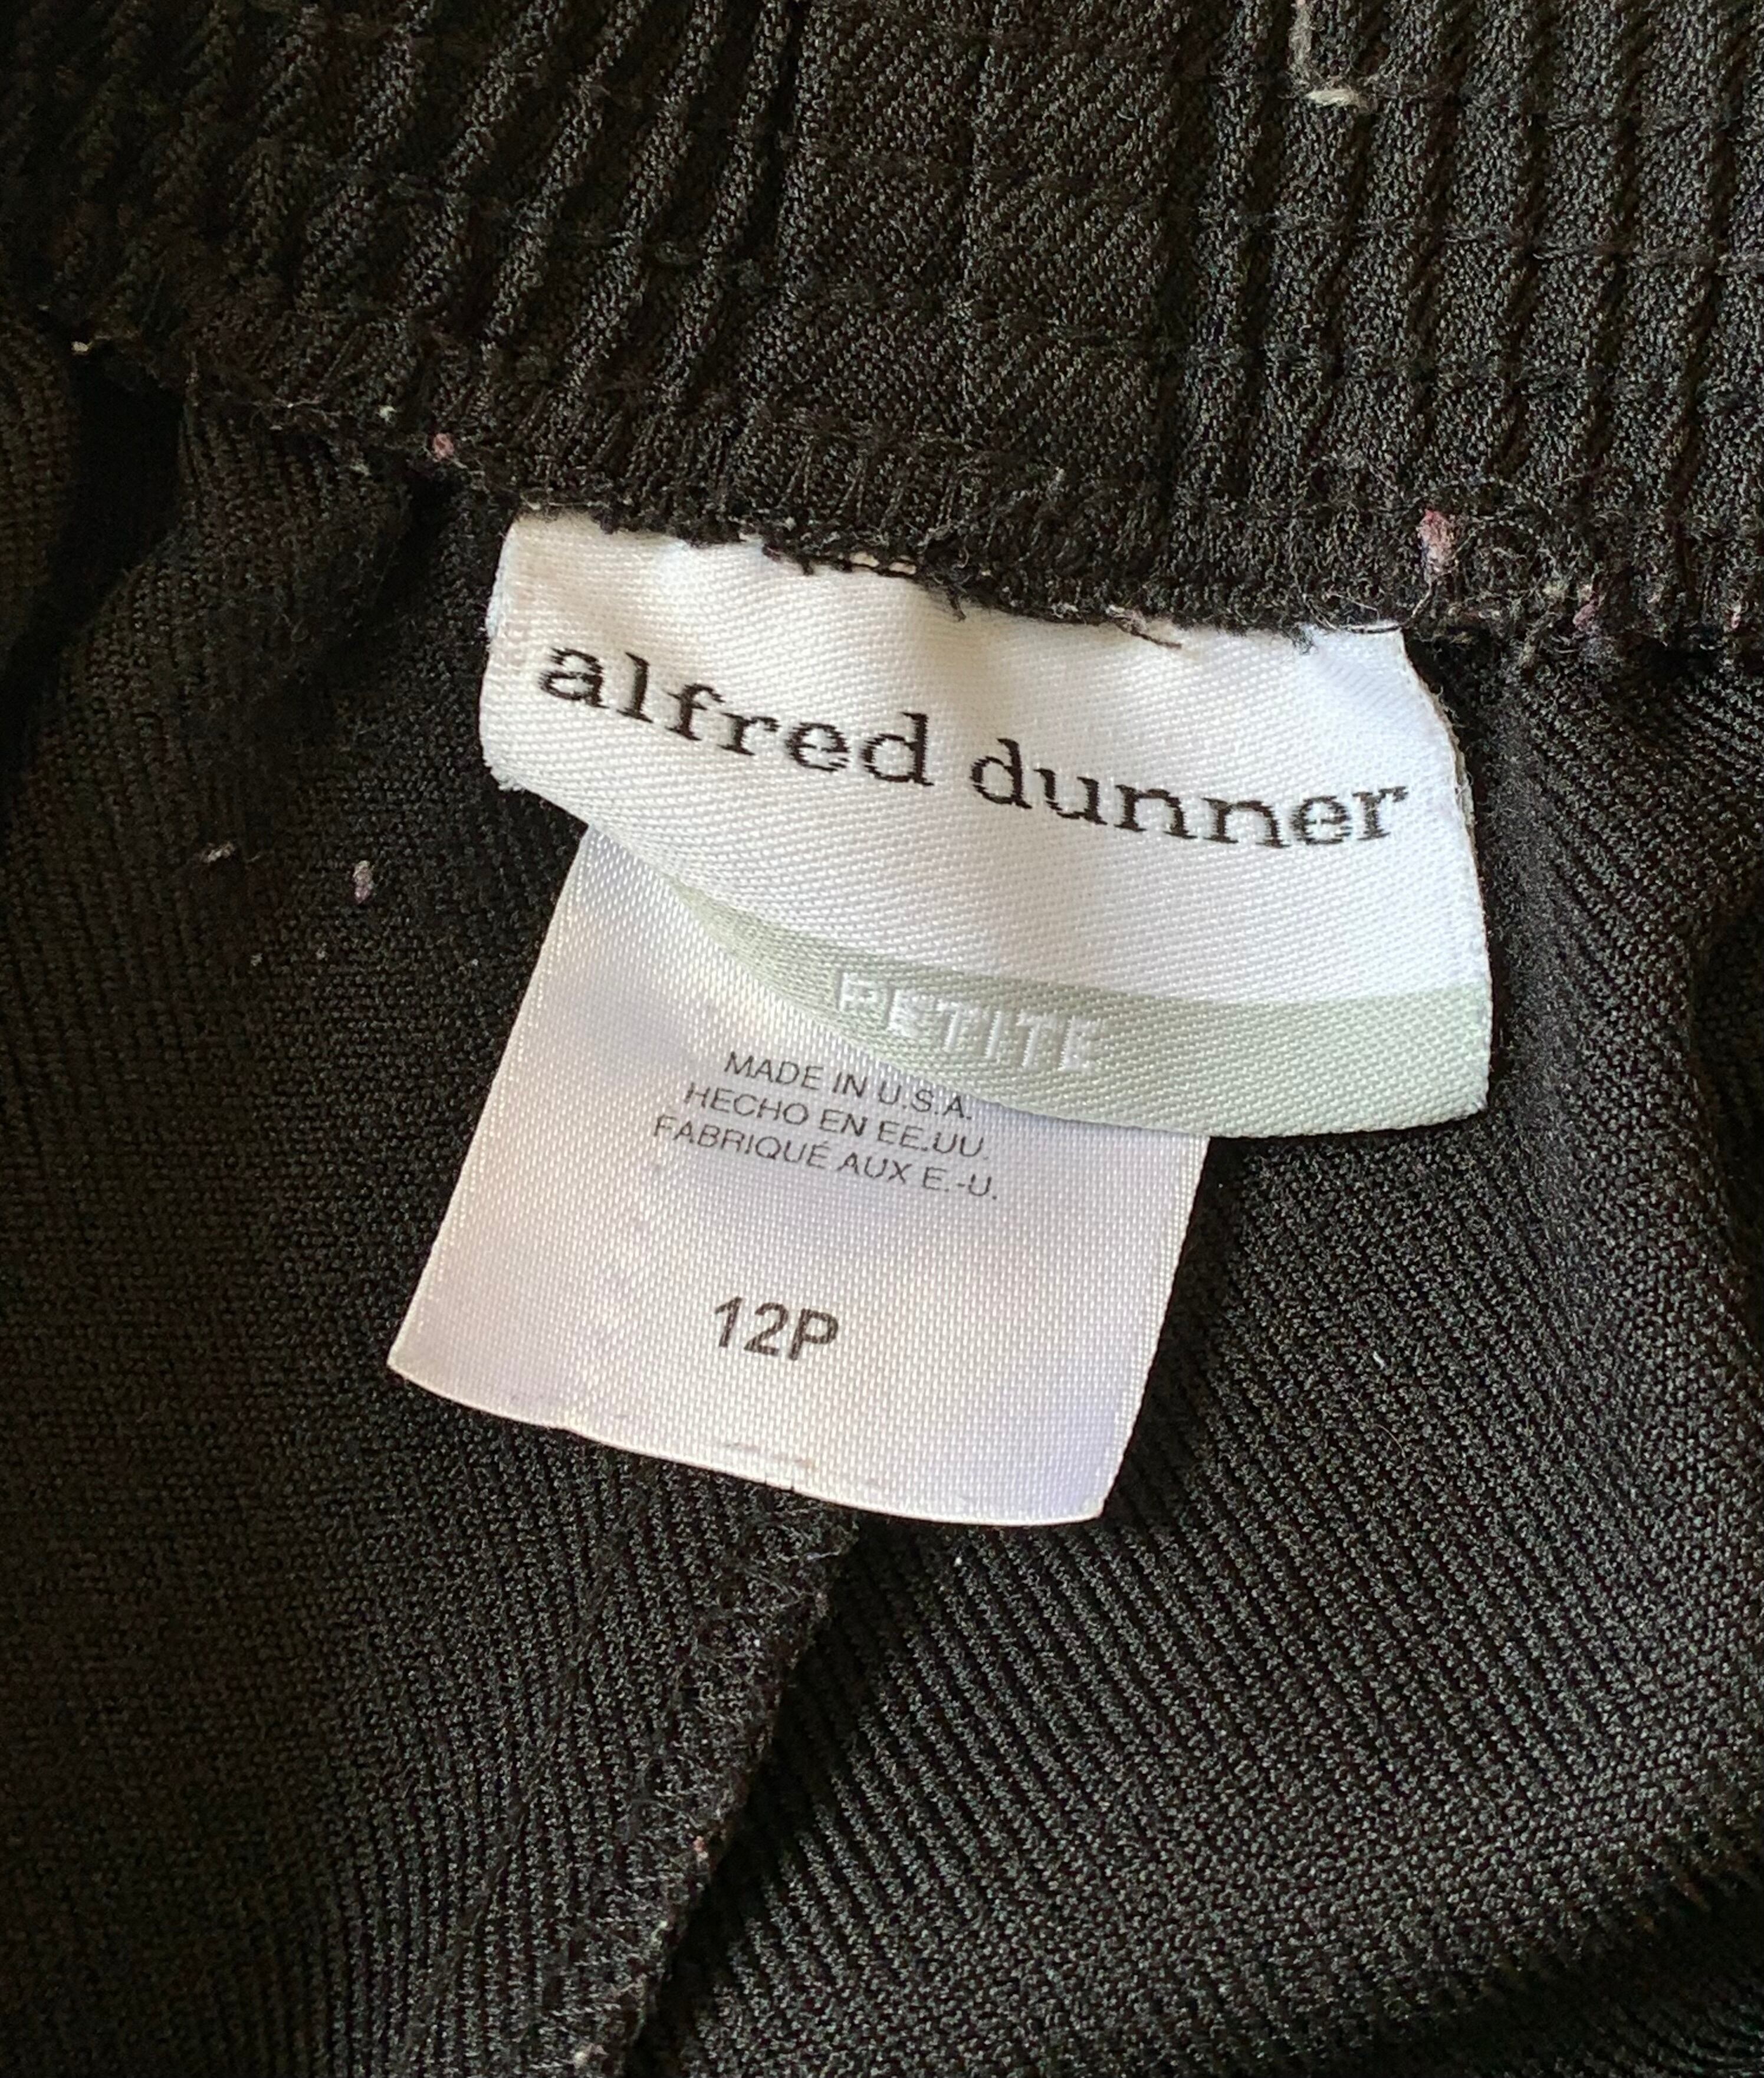 alfred dunner
PETITE
MADE IN U.S.A.
HECHO EN EE.UU.
FABRIQUÉ AUX E.-U.
12P